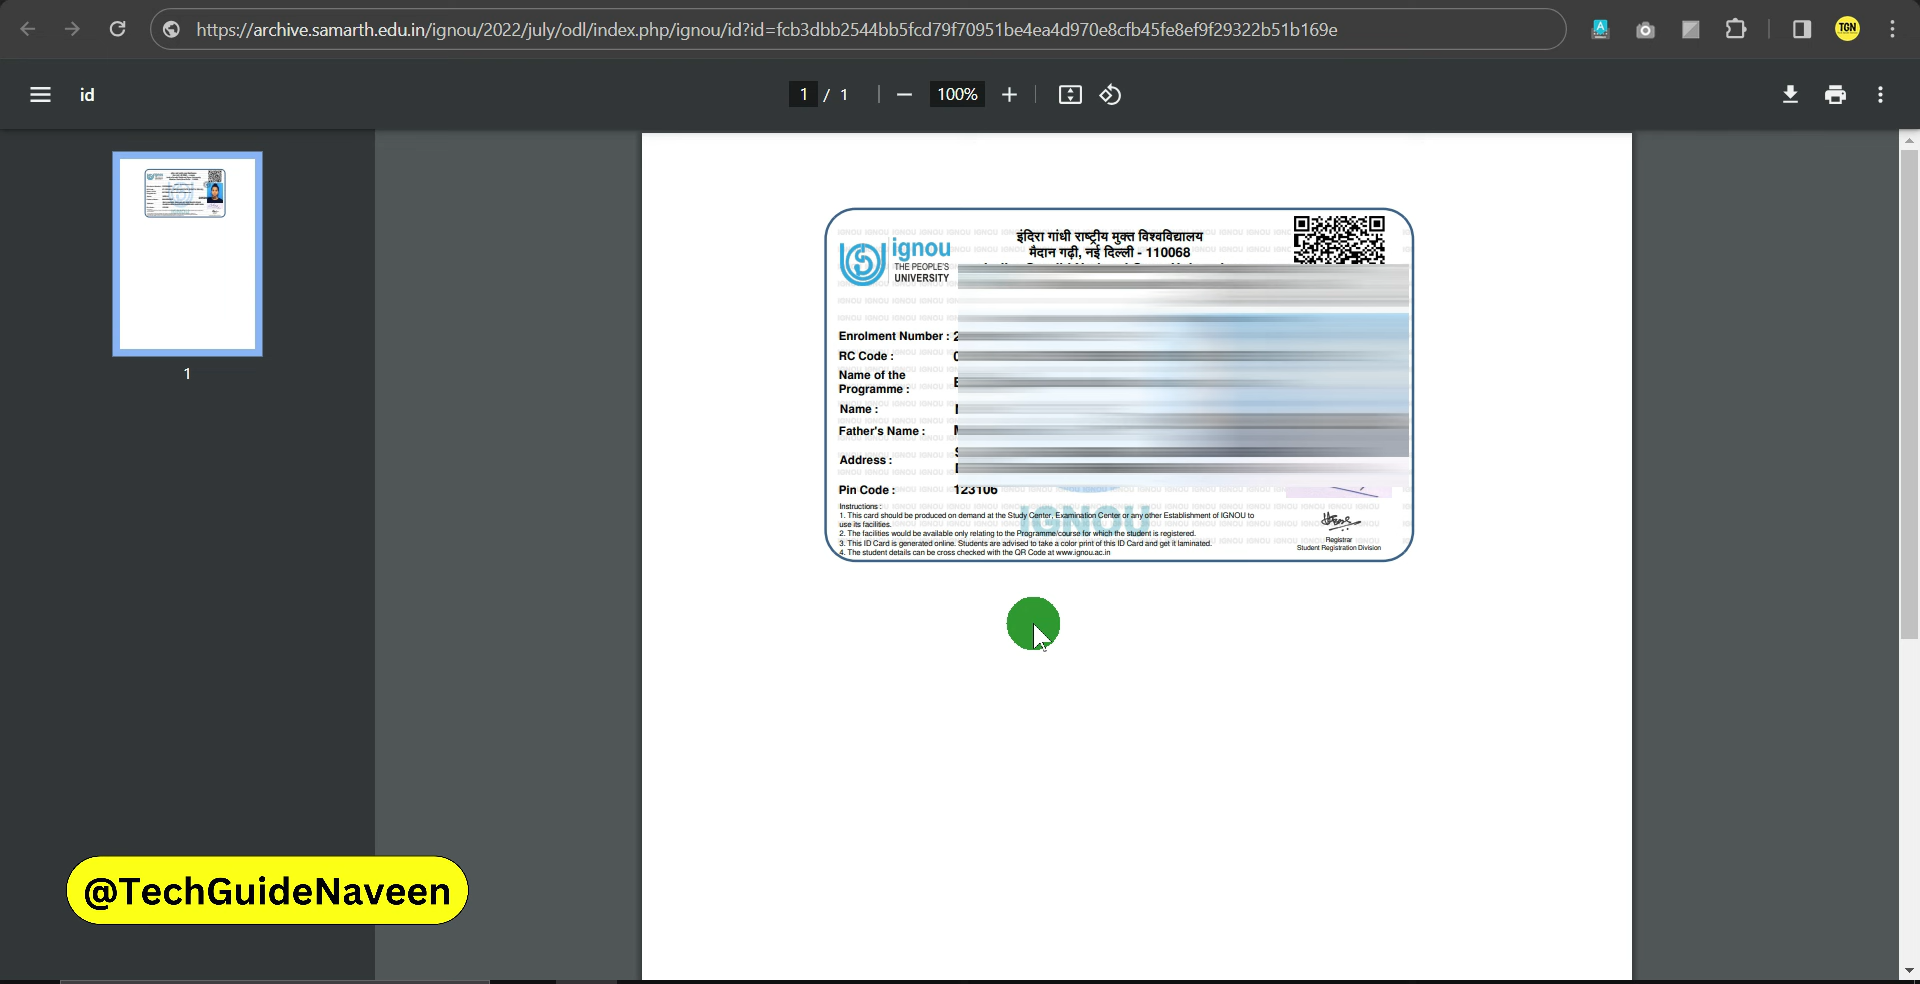 https://archive.samarth.edu.in/ignou/2022/july/odl/index.php/ignou/id?id=fcb3dbb2544bb5fcd79f70951be4ea4d970e8cfb45fe8ef9f29322b51b169e
TGN
id
1 / 1
100%
1
इंदिरा गांधी राष्ट्रीय मुक्त विश्वविद्यालय
मैदान गढ़ी, नई दिल्ली - 110068
ignou
THE PEOPLE'S
UNIVERSITY
Enrolment Number : 2
RC Code :
Name of the
Programme :
Name :
Father's Name :
Address :
Pin Code : 123106
Instructions :
1. This card should be produced on demand at the Study Center, Examination Center or any other Establishment of IGNOU to
use its facilities.
2. The facilities would be available only relating to the Programme/course for which the student is registered.
3. This ID Card is generated online. Students are advised to take a color print of this ID Card and get it laminated.
4. The student details can be cross checked with the QR Code at www.ignou.ac.in
IGNOU
Registrar
Student Registration Division
@TechGuideNaveen